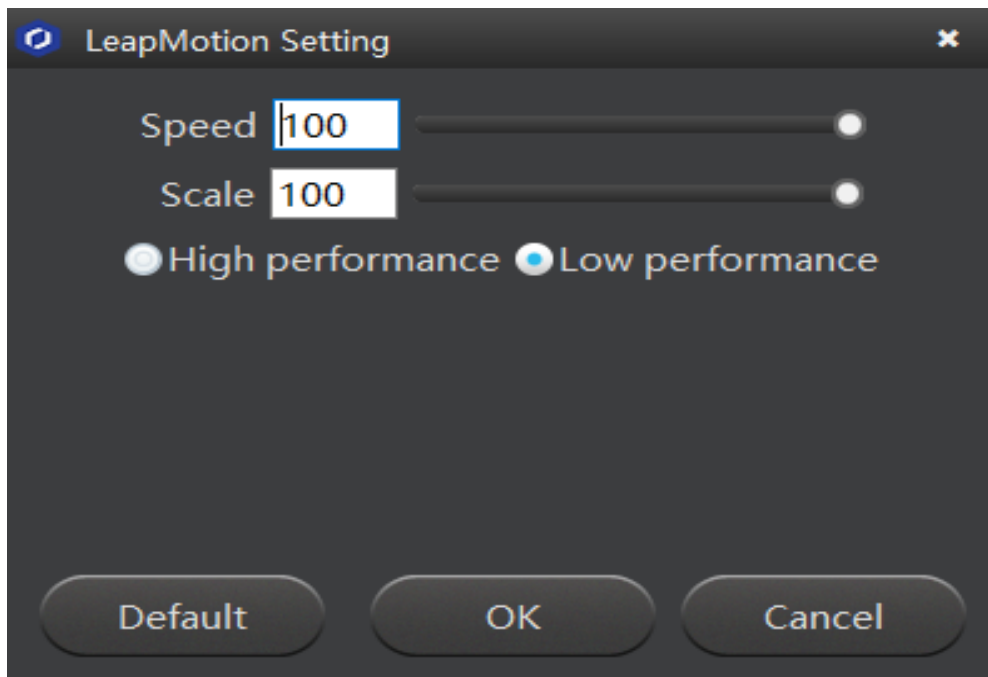 LeapMotion Setting
Speed 100
Scale 100
High performance Low performance
Default OK Cancel